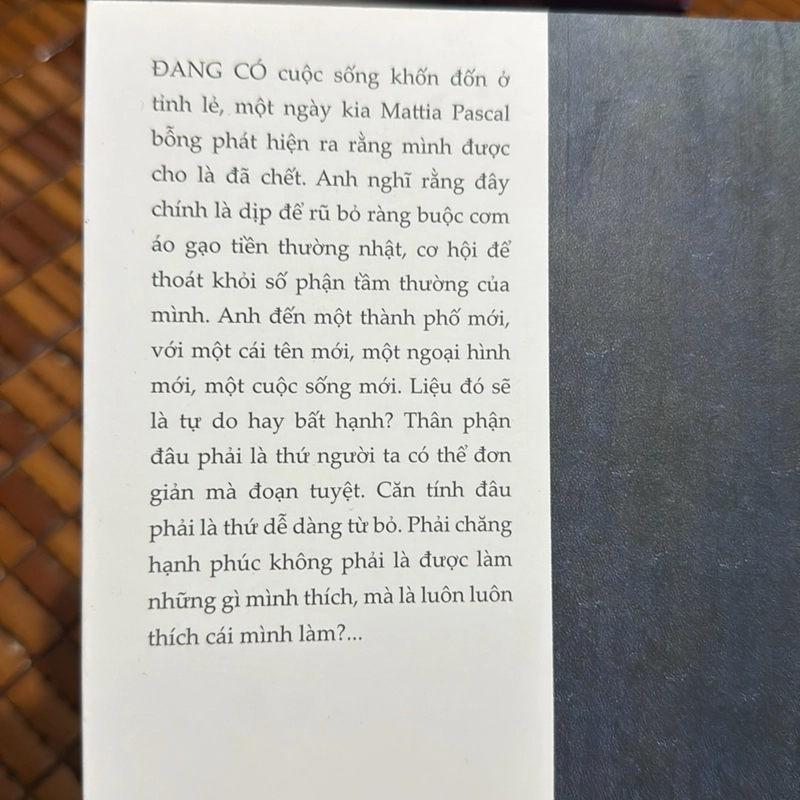 ĐANG CÓ cuộc sống khốn đốn ở
tỉnh lẻ, một ngày kia Mattia Pascal
bỗng phát hiện ra rằng mình được
cho là đã chết. Anh nghĩ rằng đây
chính là dịp để rũ bỏ ràng buộc cơm
áo gạo tiền thường nhật, cơ hội để
thoát khỏi số phận tầm thường của
mình. Anh đến một thành phố mới,
với một cái tên mới, một ngoại hình
mới, một cuộc sống mới. Liệu đó sẽ
là tự do hay bất hạnh? Thân phận
đâu phải là thứ người ta có thể đơn
giản mà đoạn tuyệt. Căn tính đâu
phải là thứ dễ dàng từ bỏ. Phải chăng
hạnh phúc không phải là được làm
những gì mình thích, mà là luôn luôn
thích cái mình làm?...